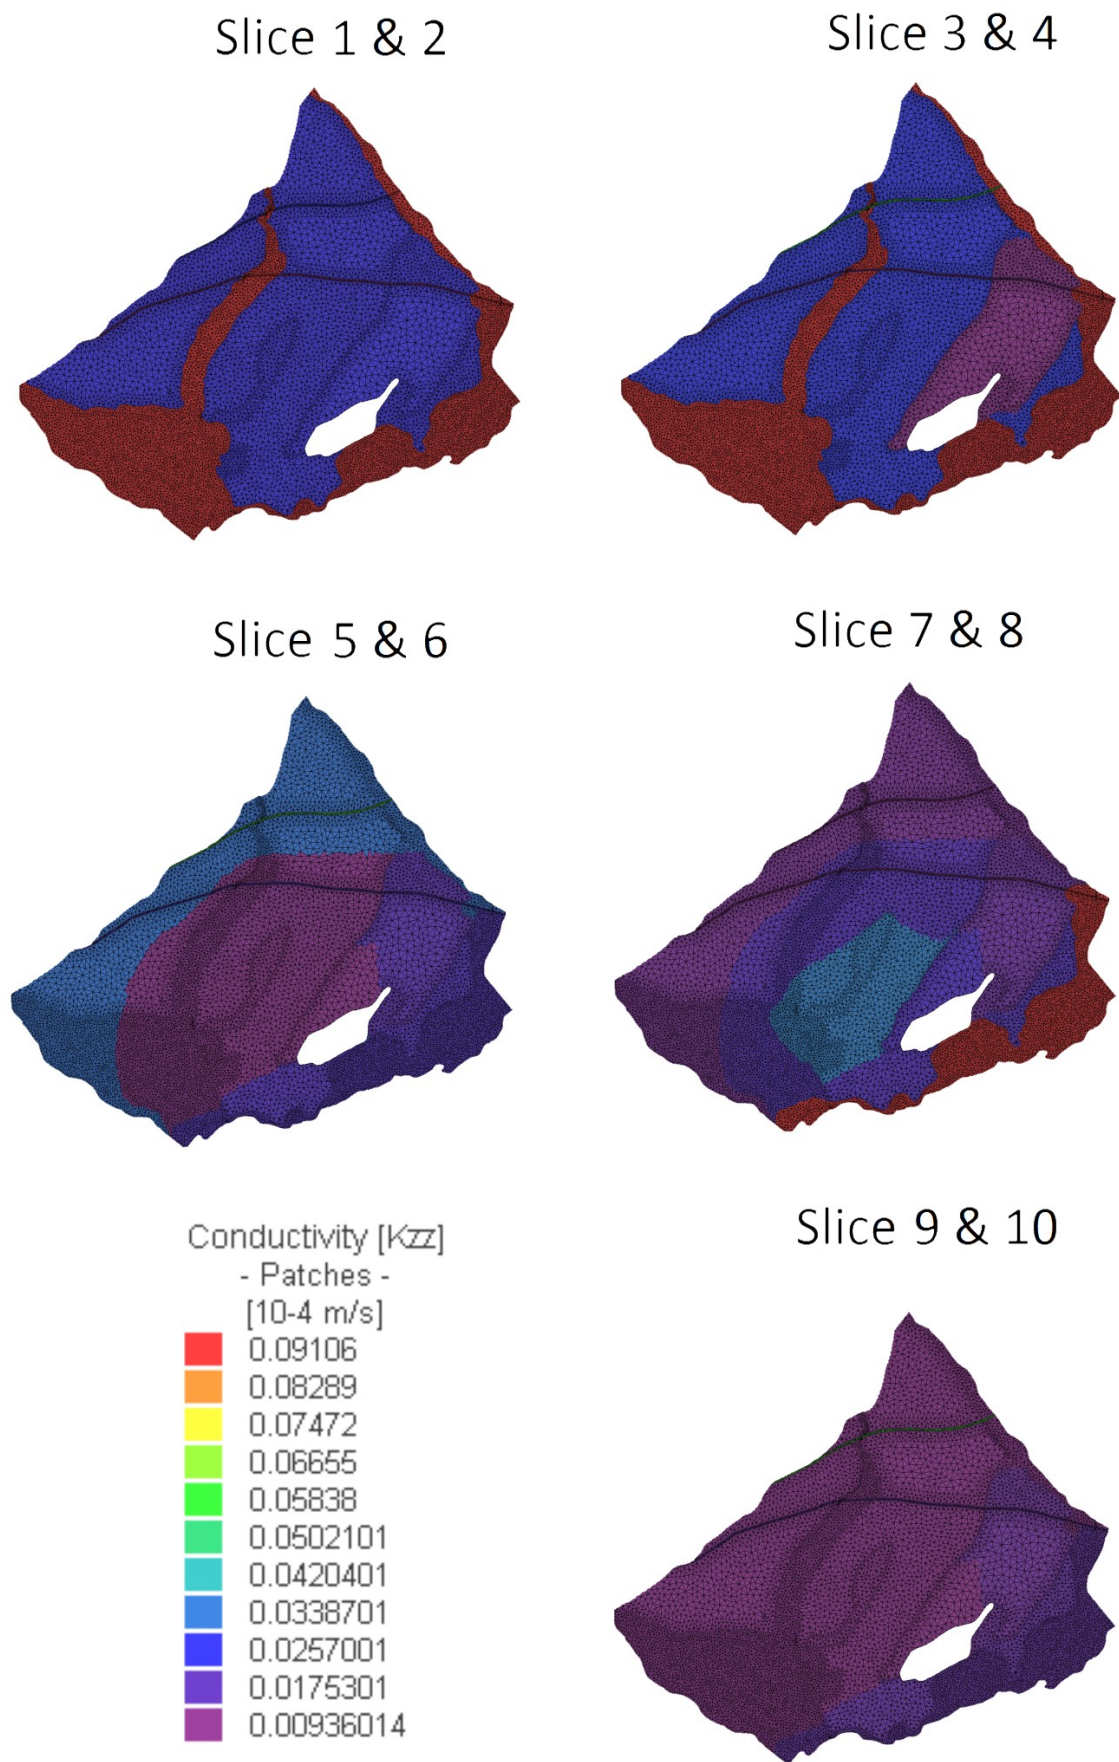 Slice 1 & 2
Slice 3 & 4
Slice 5 & 6
Slice 7 & 8
Conductivity [Kzz]
- Patches -
[10-4 m/s]
0.09106
0.08289
0.07472
0.06655
0.05838
0.0502101
0.0420401
0.0338701
0.0257001
0.0175301
0.00936014
Slice 9 & 10